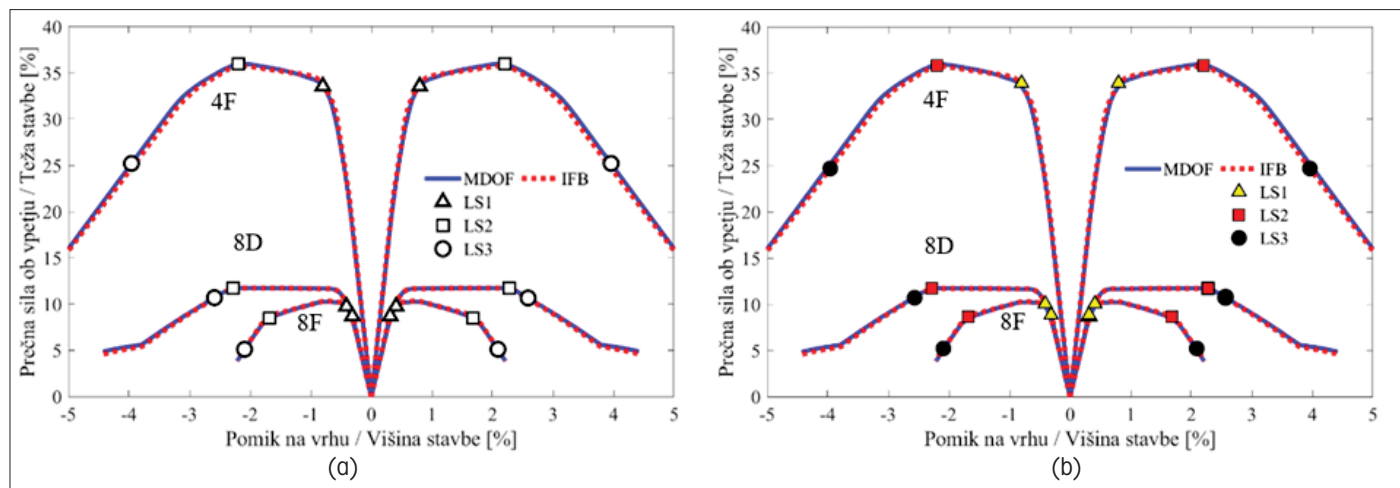 40
35
30
25
20
15
10
5
0
Prečna sila ob vpetju / Teža stavbe [%]
4F
8D
8F
MDOF IFB
LS1
LS2
LS3
-5 -4 -3 -2 -1 0 1 2 3 4 5
Pomik na vrhu / Višina stavbe [%]
(a)
40
35
30
25
20
15
10
5
0
Prečna sila ob vpetju / Teža stavbe [%]
4F
8D
8F
MDOF IFB
LS1
LS2
LS3
-5 -4 -3 -2 -1 0 1 2 3 4 5
Pomik na vrhu / Višina stavbe [%]
(b)